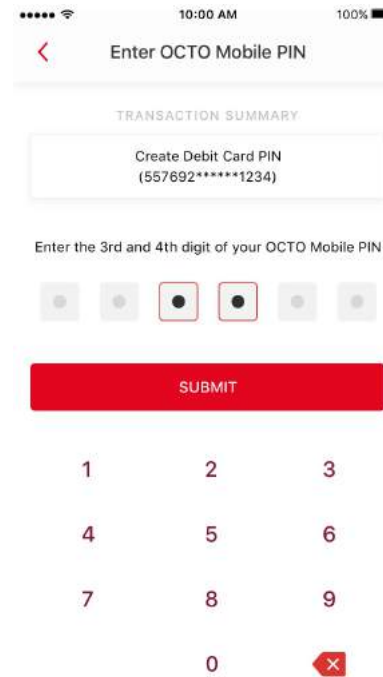 10:00 AM 100%
Enter OCTO Mobile PIN
TRANSACTION SUMMARY
Create Debit Card PIN
(557692******1234)
Enter the 3rd and 4th digit of your OCTO Mobile PIN
SUBMIT
1 2 3
4 5 6
7 8 9
0